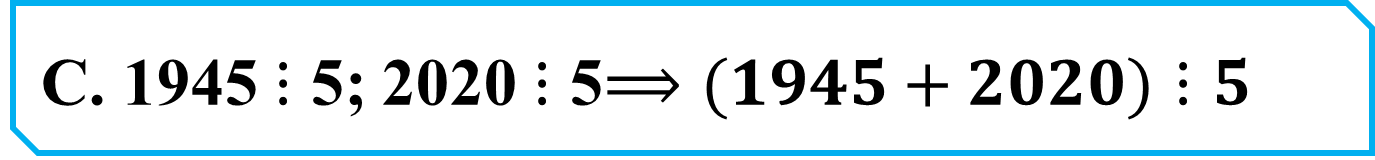 C. 1945 ⋮ 5; 2020 ⋮ 5⟹ (1945 + 2020) ⋮ 5